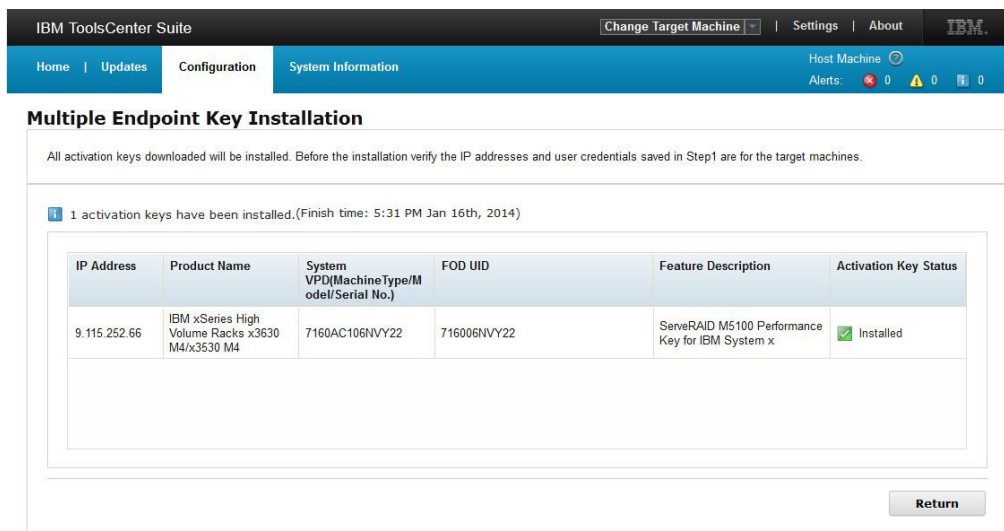 IBM ToolsCenter Suite
Change Target Machine | Settings | About IBM.
Home | Updates Configuration System Information
Host Machine ?
Alerts: 0 0 0
Multiple Endpoint Key Installation
All activation keys downloaded will be installed. Before the installation verify the IP addresses and user credentials saved in Step1 are for the target machines.
1 activation keys have been installed.(Finish time: 5:31 PM Jan 16th, 2014)
IP Address
Product Name
System
VPD(MachineType/M
odel/Serial No.)
FOD UID
Feature Description
Activation Key Status
9.115.252.66
IBM xSeries High
Volume Racks x3630
M4/x3530 M4
7160AC106NVY22
716006NVY22
ServeRAID M5100 Performance
Key for IBM System x
Installed
Return